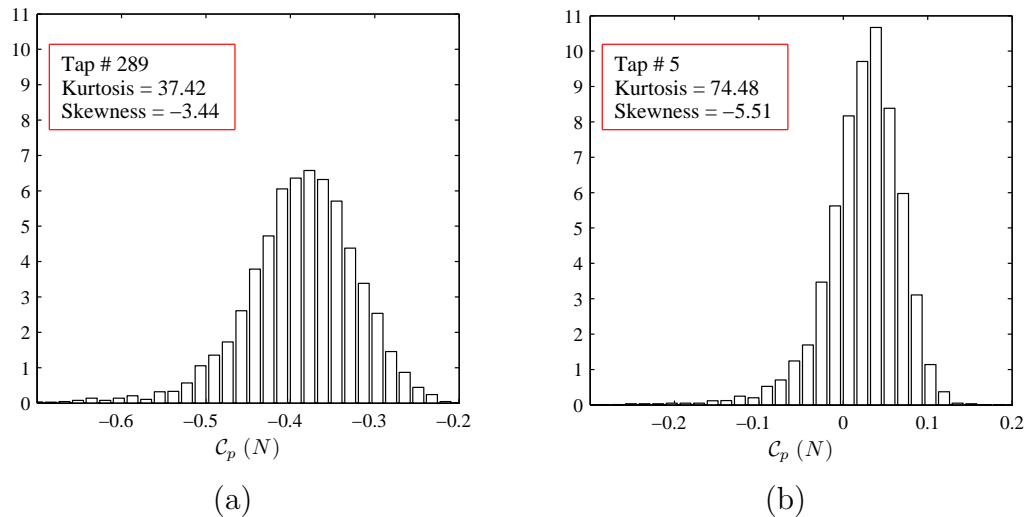 11
10
9
8
7
6
5
4
3
2
1
0
Tap # 289
Kurtosis = 37.42
Skewness = −3.44
−0.6 −0.5 −0.4 −0.3 −0.2
𝒞p (N)
(a)
11
10
9
8
7
6
5
4
3
2
1
0
Tap # 5
Kurtosis = 74.48
Skewness = −5.51
−0.2 −0.1 0 0.1 0.2
𝒞p (N)
(b)